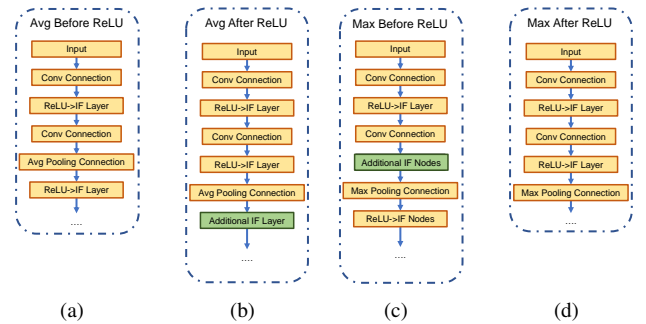 Avg Before ReLU
Input
Conv Connection
ReLU->IF Layer
Conv Connection
Avg Pooling Connection
ReLU->IF Layer
....
(a)
Avg After ReLU
Input
Conv Connection
ReLU->IF Layer
Conv Connection
ReLU->IF Layer
Avg Pooling Connection
Additional IF Layer
....
(b)
Max Before ReLU
Input
Conv Connection
ReLU->IF Layer
Conv Connection
Additional IF Nodes
Max Pooling Connection
ReLU->IF Nodes
....
(c)
Max After ReLU
Input
Conv Connection
ReLU->IF Layer
Conv Connection
ReLU->IF Layer
Max Pooling Connection
....
(d)